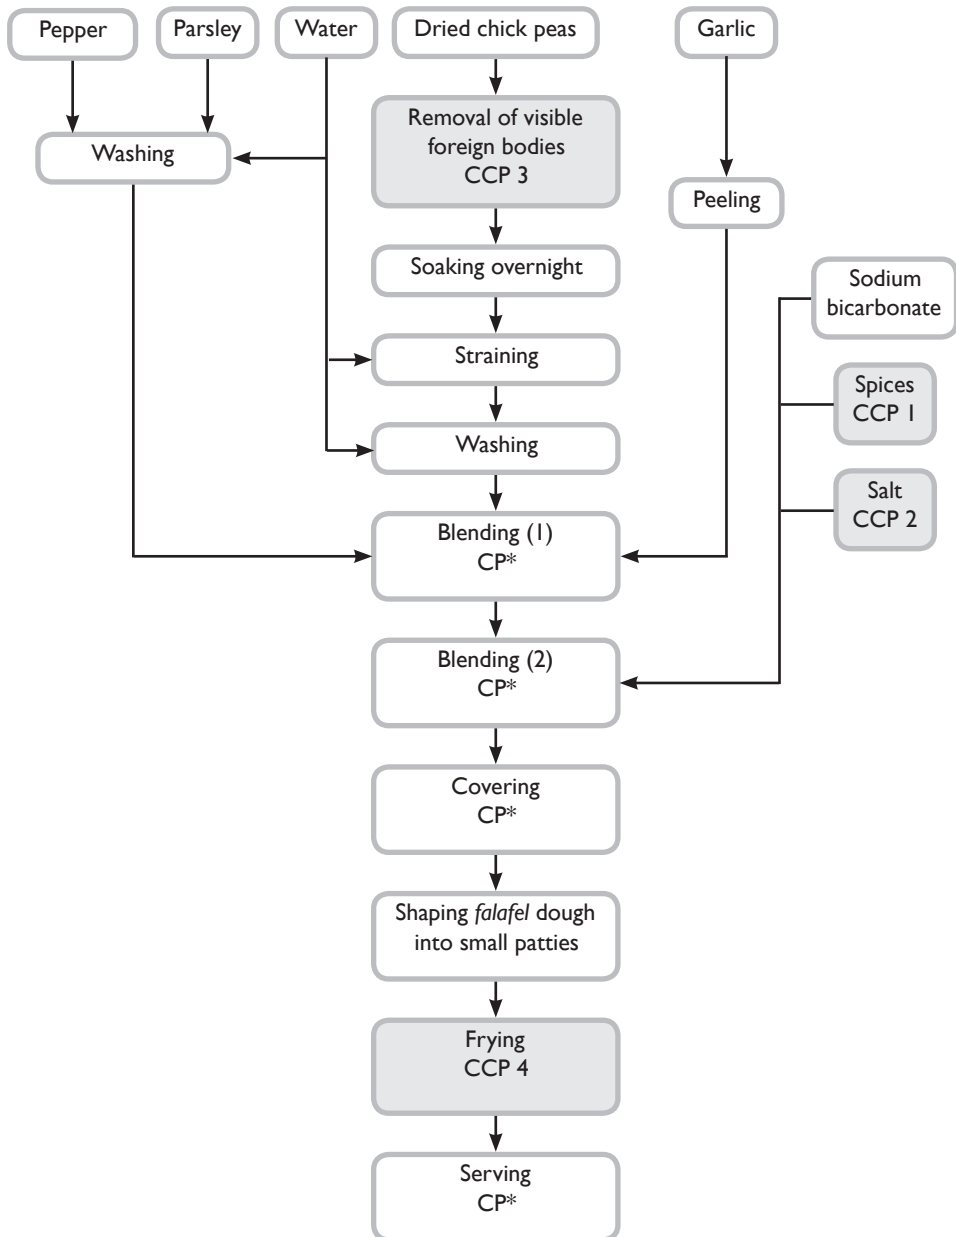 Pepper
Parsley
Water
Dried chick peas
Garlic
Removal of visible
foreign bodies
CCP 3
Washing
Peeling
Soaking overnight
Sodium
bicarbonate
Straining
Spices
CCP 1
Washing
Salt
CCP 2
Blending (1)
CP*
Blending (2)
CP*
Covering
CP*
Shaping falafel dough
into small patties
Frying
CCP 4
Serving
CP*